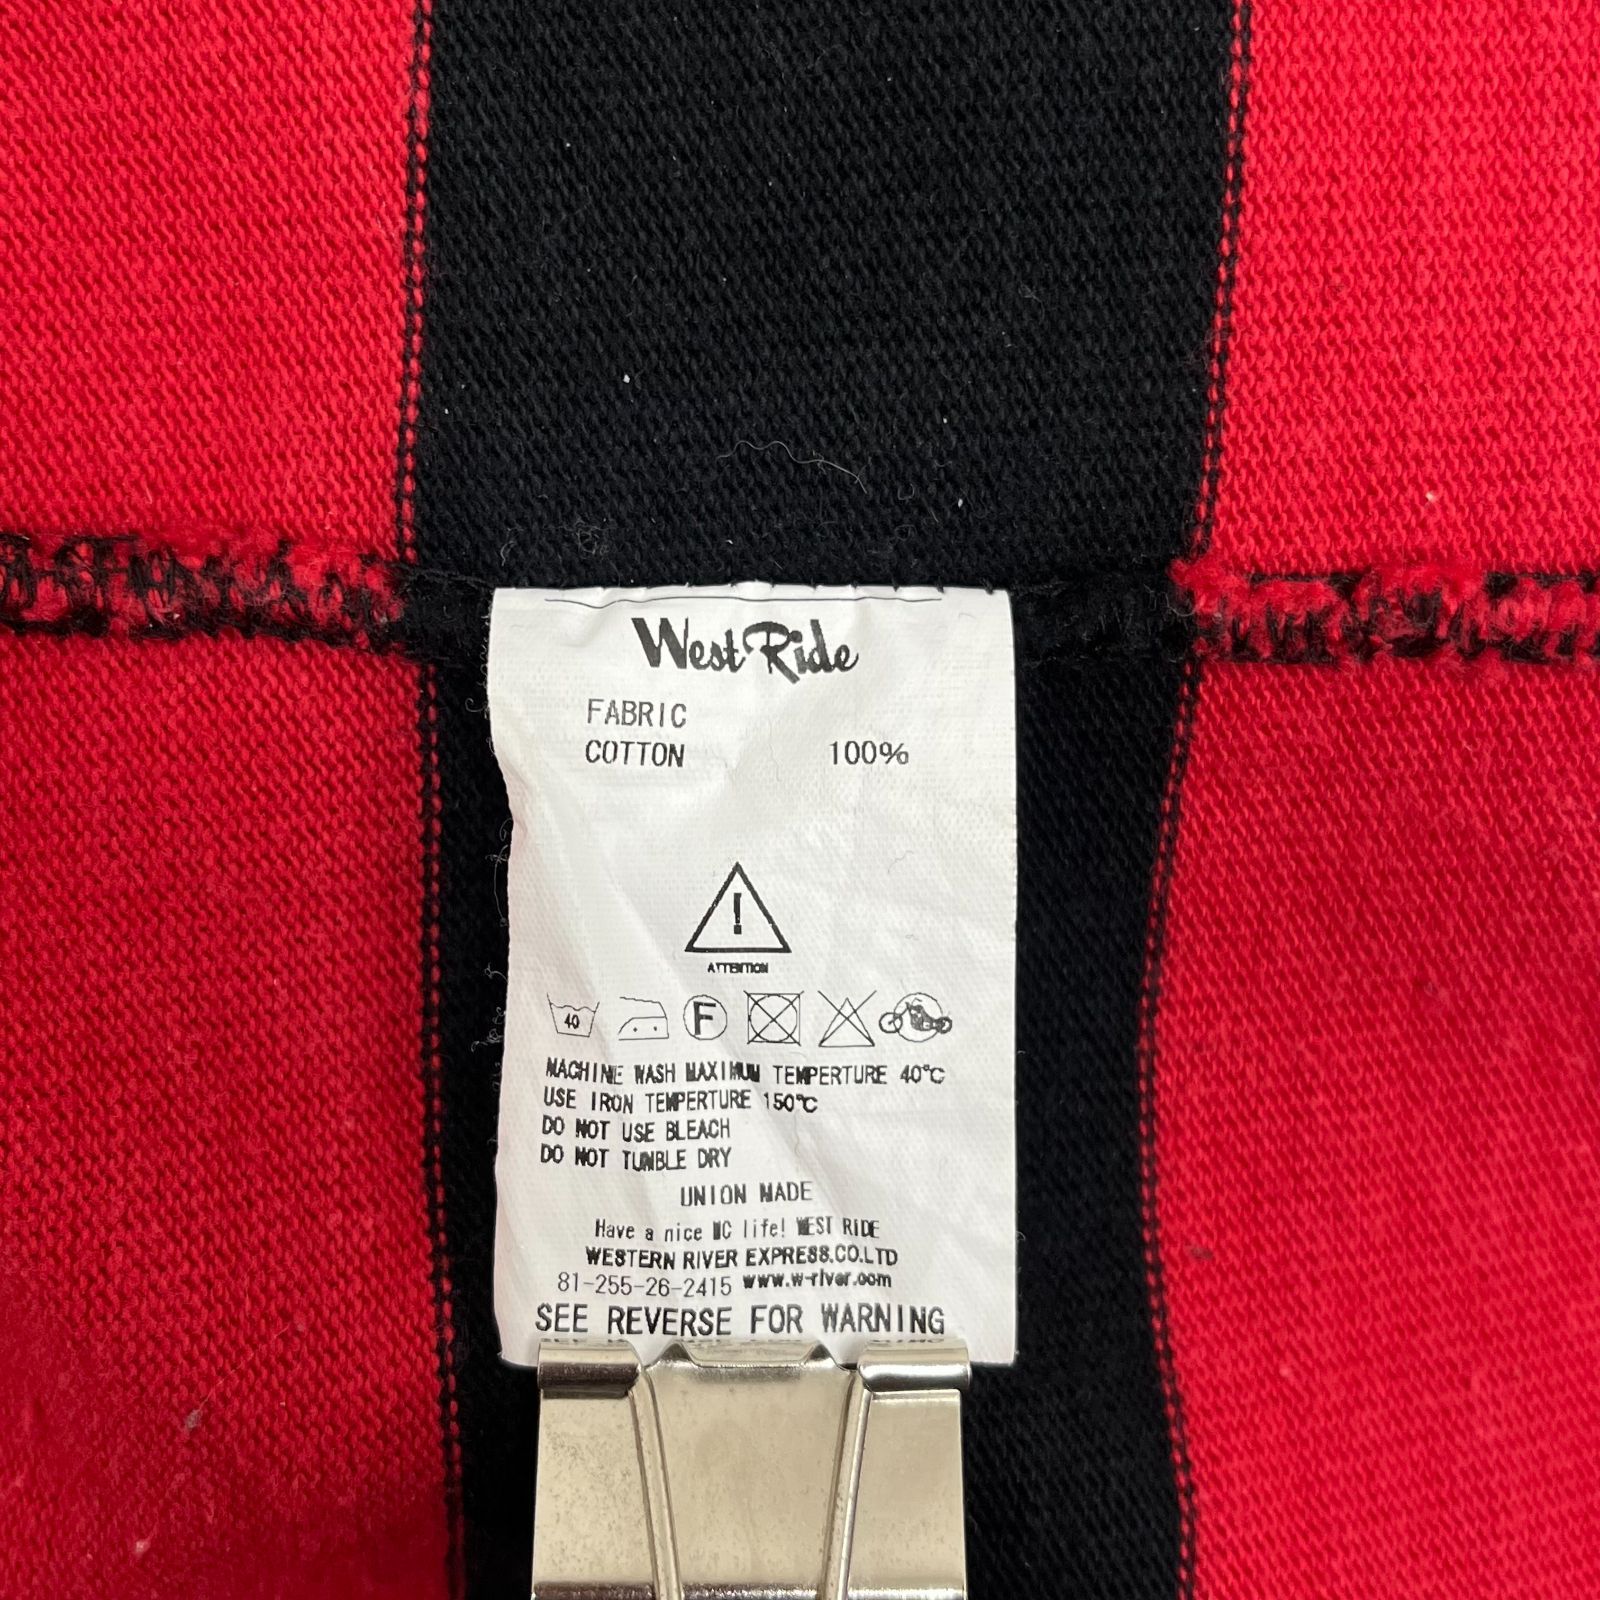 West Ride
FABRIC
COTTON 100%
!
ATTENTION
40 F
MACHINE WASH MAXIMUM TEMPERTURE 40℃
USE IRON TEMPERTURE 150℃
DO NOT USE BLEACH
DO NOT TUMBLE DRY
UNION MADE
Have a nice MC life! WEST RIDE
WESTERN RIVER EXPRESS.CO.LTD
81-255-26-2415 www.w-river.com
SEE REVERSE FOR WARNING